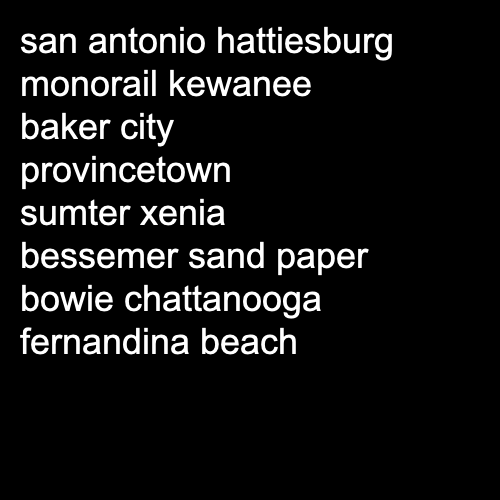 san antonio hattiesburg
monorail kewanee
baker city
provincetown
sumter xenia
bessemer sand paper
bowie chattanooga
fernandina beach